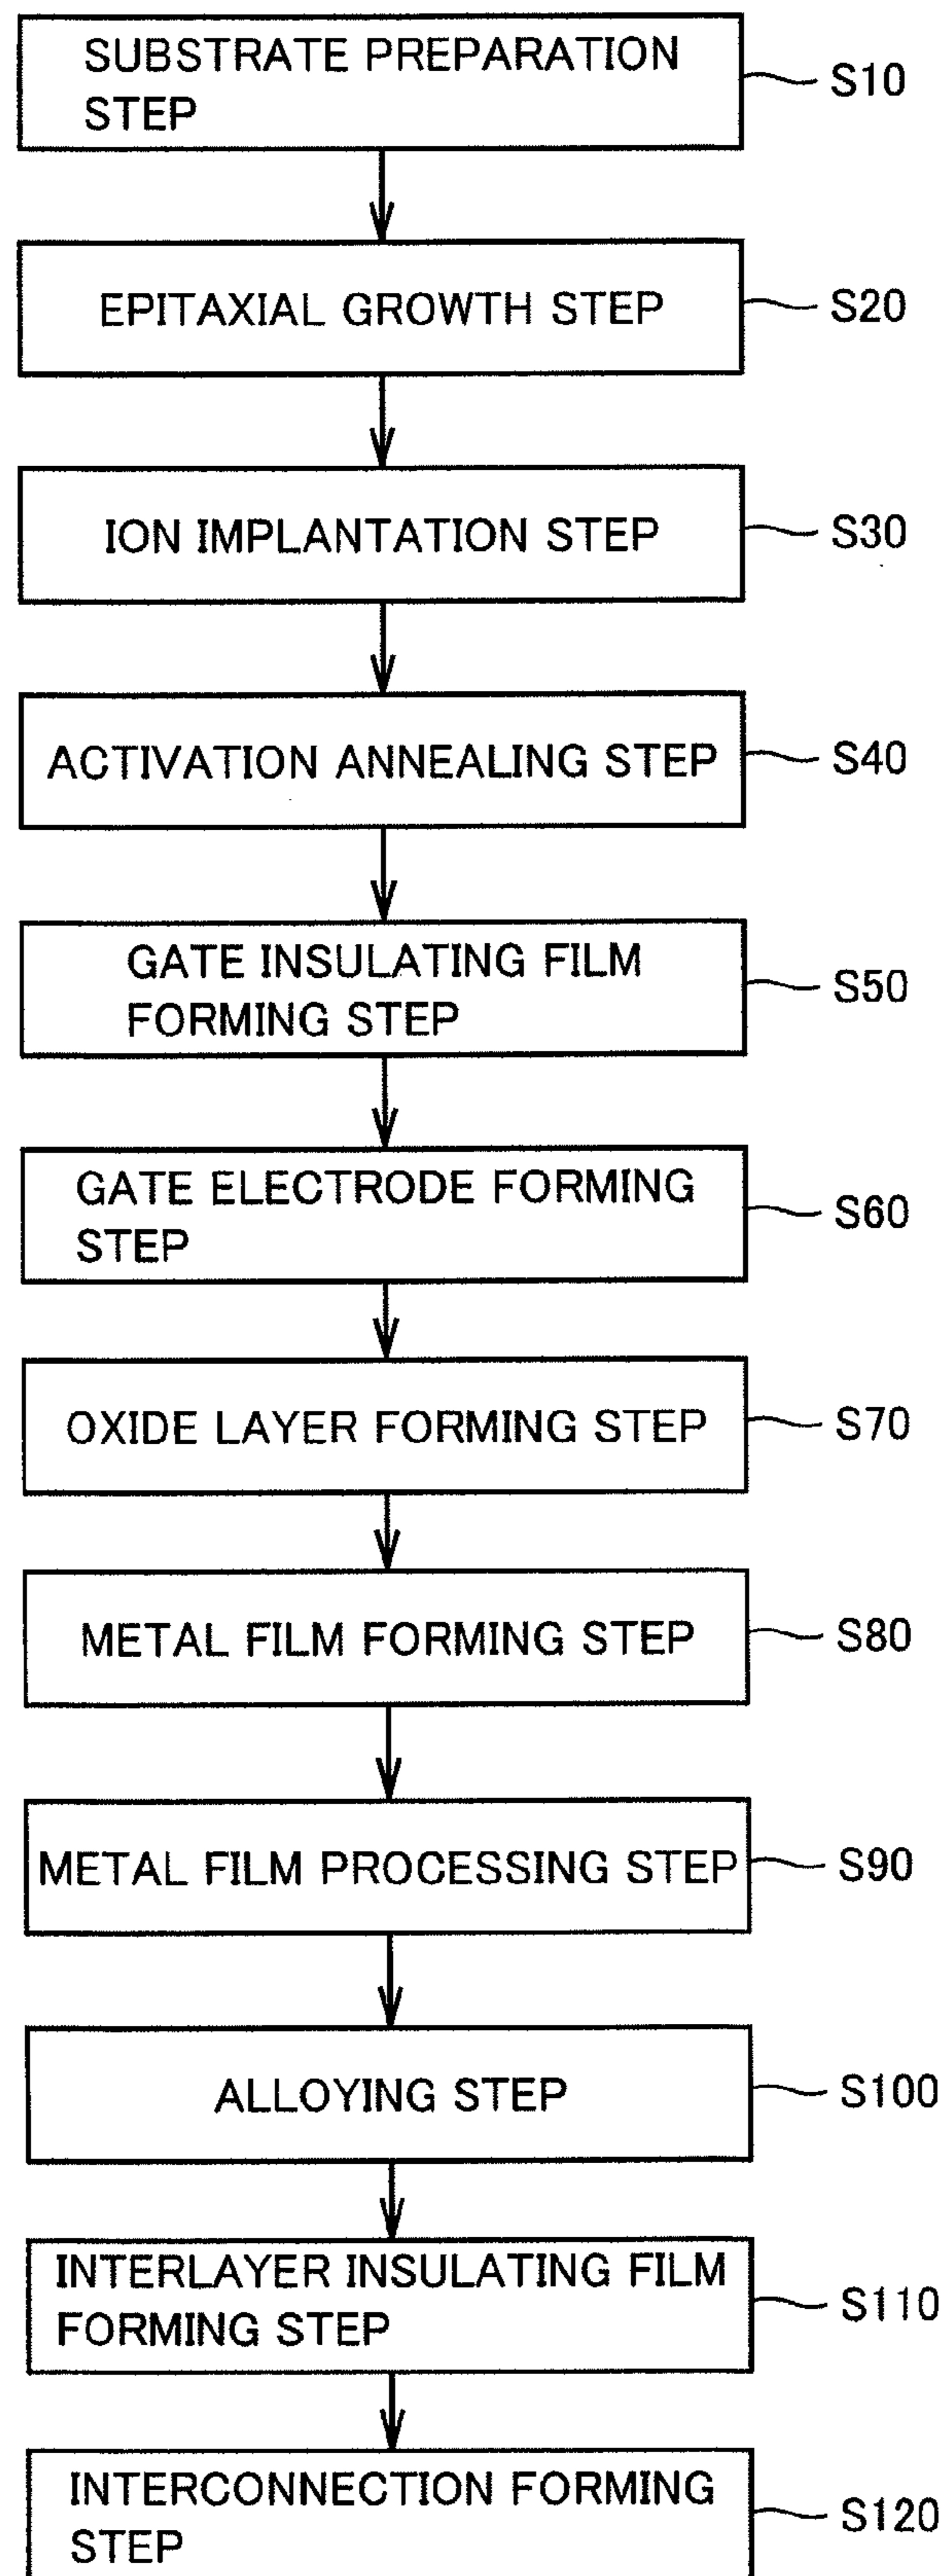 SUBSTRATE PREPARATION
STEP
S10
EPITAXIAL GROWTH STEP
S20
ION IMPLANTATION STEP
S30
ACTIVATION ANNEALING STEP
S40
GATE INSULATING FILM
FORMING STEP
S50
GATE ELECTRODE FORMING
STEP
S60
OXIDE LAYER FORMING STEP
S70
METAL FILM FORMING STEP
S80
METAL FILM PROCESSING STEP
S90
ALLOYING STEP
S100
INTERLAYER INSULATING FILM
FORMING STEP
S110
INTERCONNECTION FORMING
STEP
S120